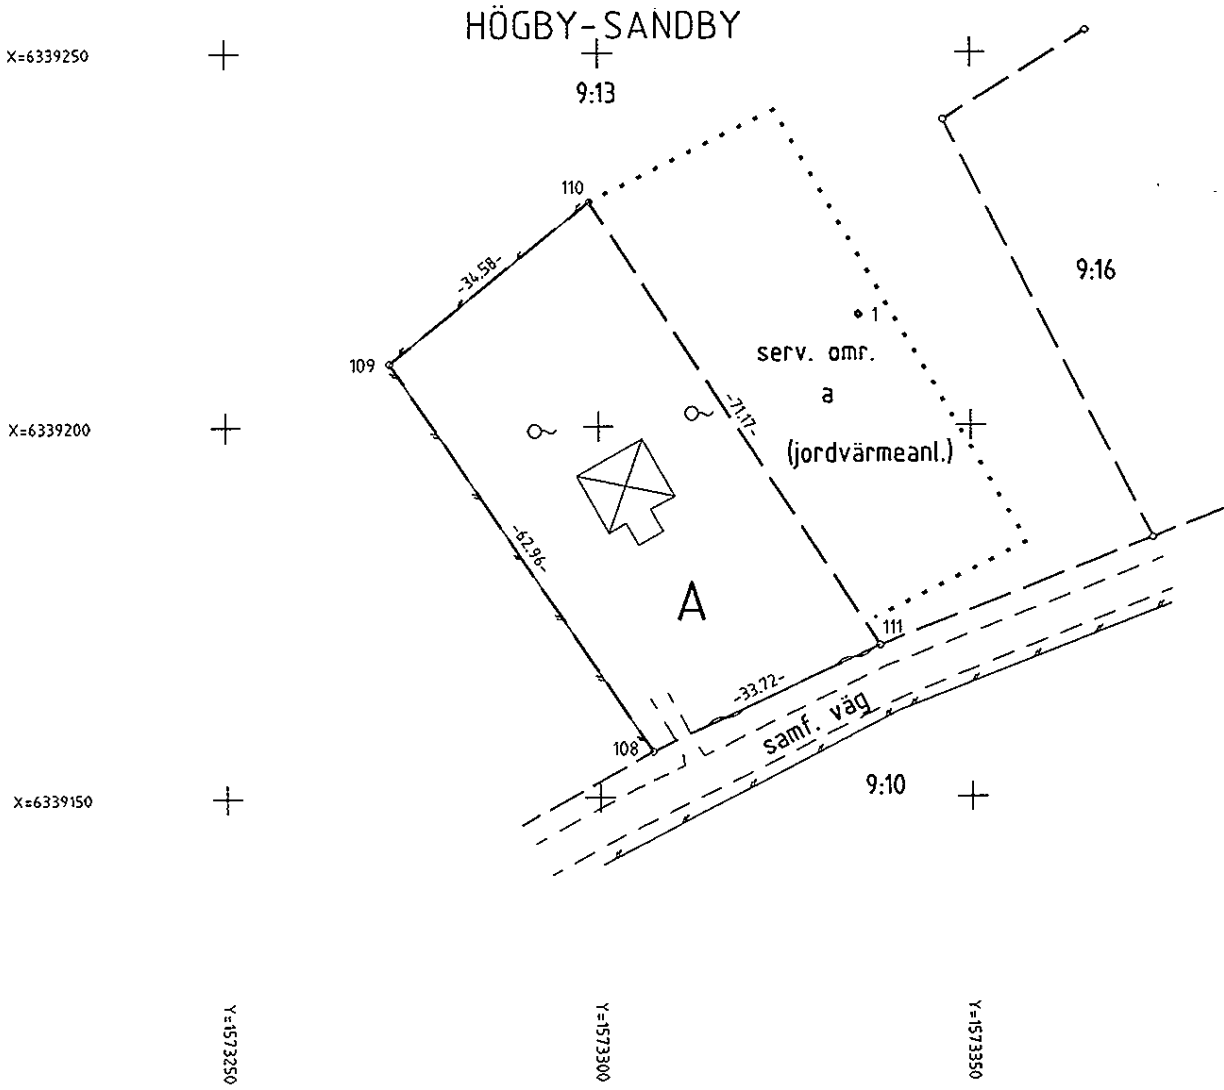 HÖGBY-SANDBY
X=6339250
9:13
110
-34.58-
9:16
1
serv. omr.
109
a
-71.17-
X=6339200
(jordvärmeanl.)
-62.96-
A
111
-33.72-
samf. väg
108
9:10
X=6339150
Y=1573250
Y=1573300
Y=1573350